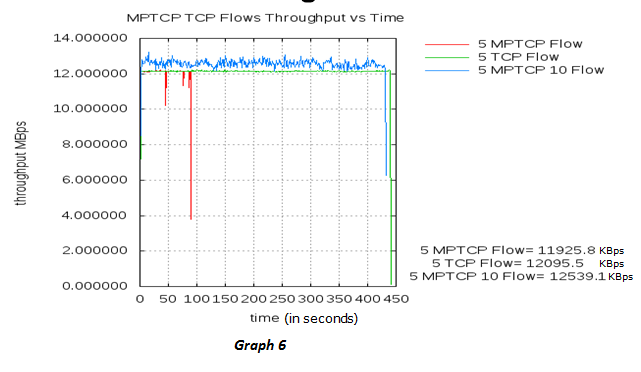 MPTCP TCP Flows Throughput vs Time
14.000000
12.000000
10.000000
8.000000
6.000000
4.000000
2.000000
0.000000
throughput MBps
0 50 100 150 200 250 300 350 400 450
time (in seconds)
5 MPTCP Flow
5 TCP Flow
5 MPTCP 10 Flow
5 MPTCP Flow= 11925.8 KBps
5 TCP Flow= 12095.5 KBps
5 MPTCP 10 Flow= 12539.1 KBps
Graph 6